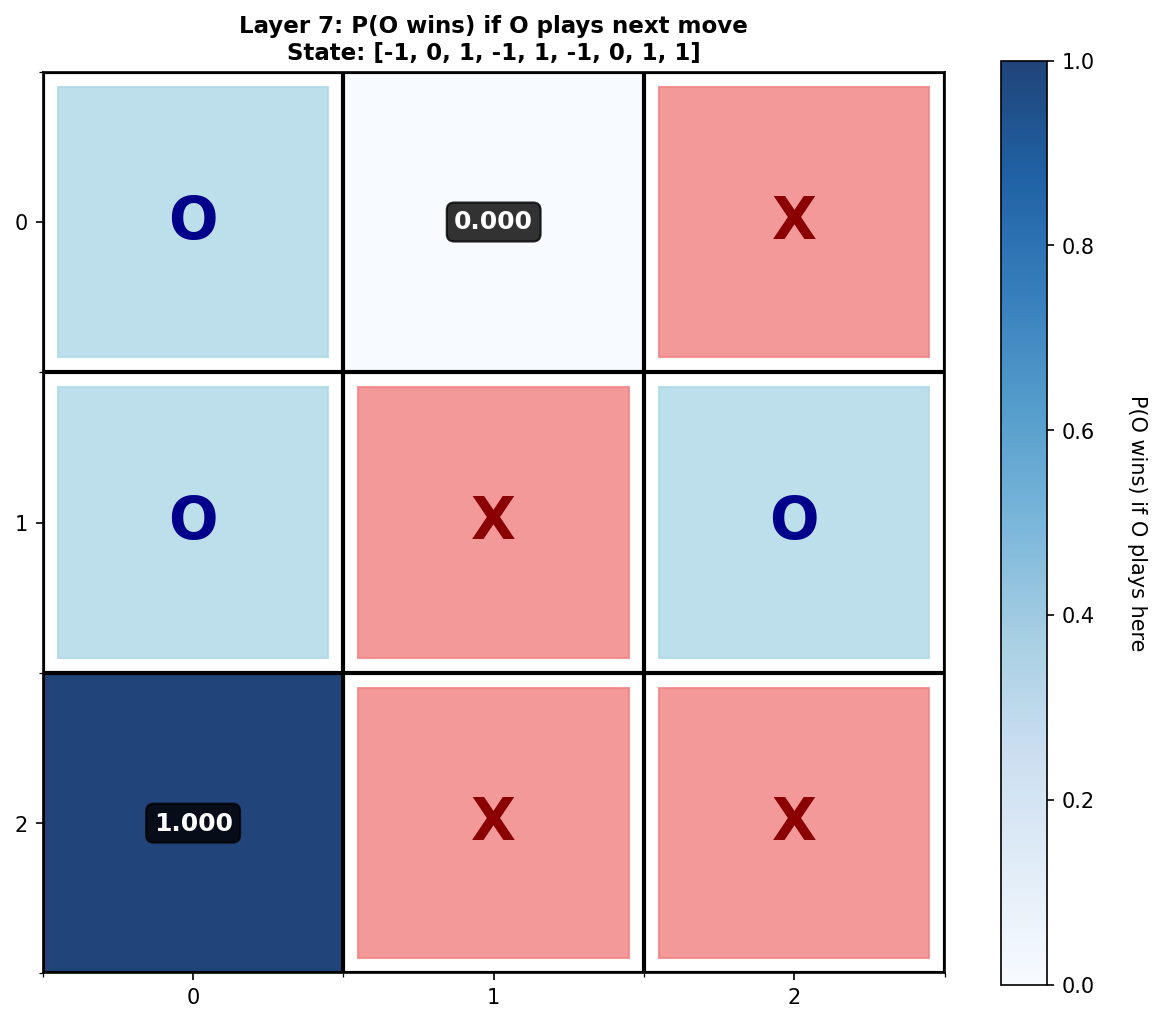 Layer 7: P(O wins) if O plays next move
State: [-1, 0, 1, -1, 1, -1, 0, 1, 1]
0
O
0.000
X
1
O
X
O
2
1.000
X
X
0
1
2
1.0
0.8
0.6
0.4
0.2
0.0
P(O wins) if O plays here